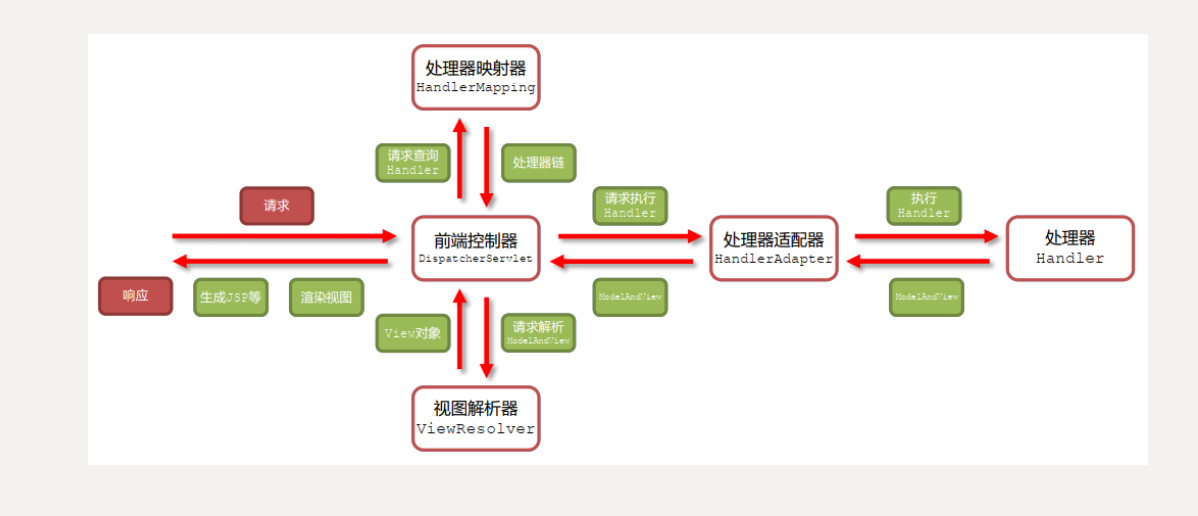 处理器映射器
HandlerMapping
请求查询
Handler
处理器链
请求
请求执行
Handler
执行
Handler
前端控制器
DispatcherServlet
处理器适配器
HandlerAdapter
处理器
Handler
响应
生成JSP等
渲染视图
ModelAndView
ModelAndView
View对象
请求解析
ModelAndView
视图解析器
ViewResolver